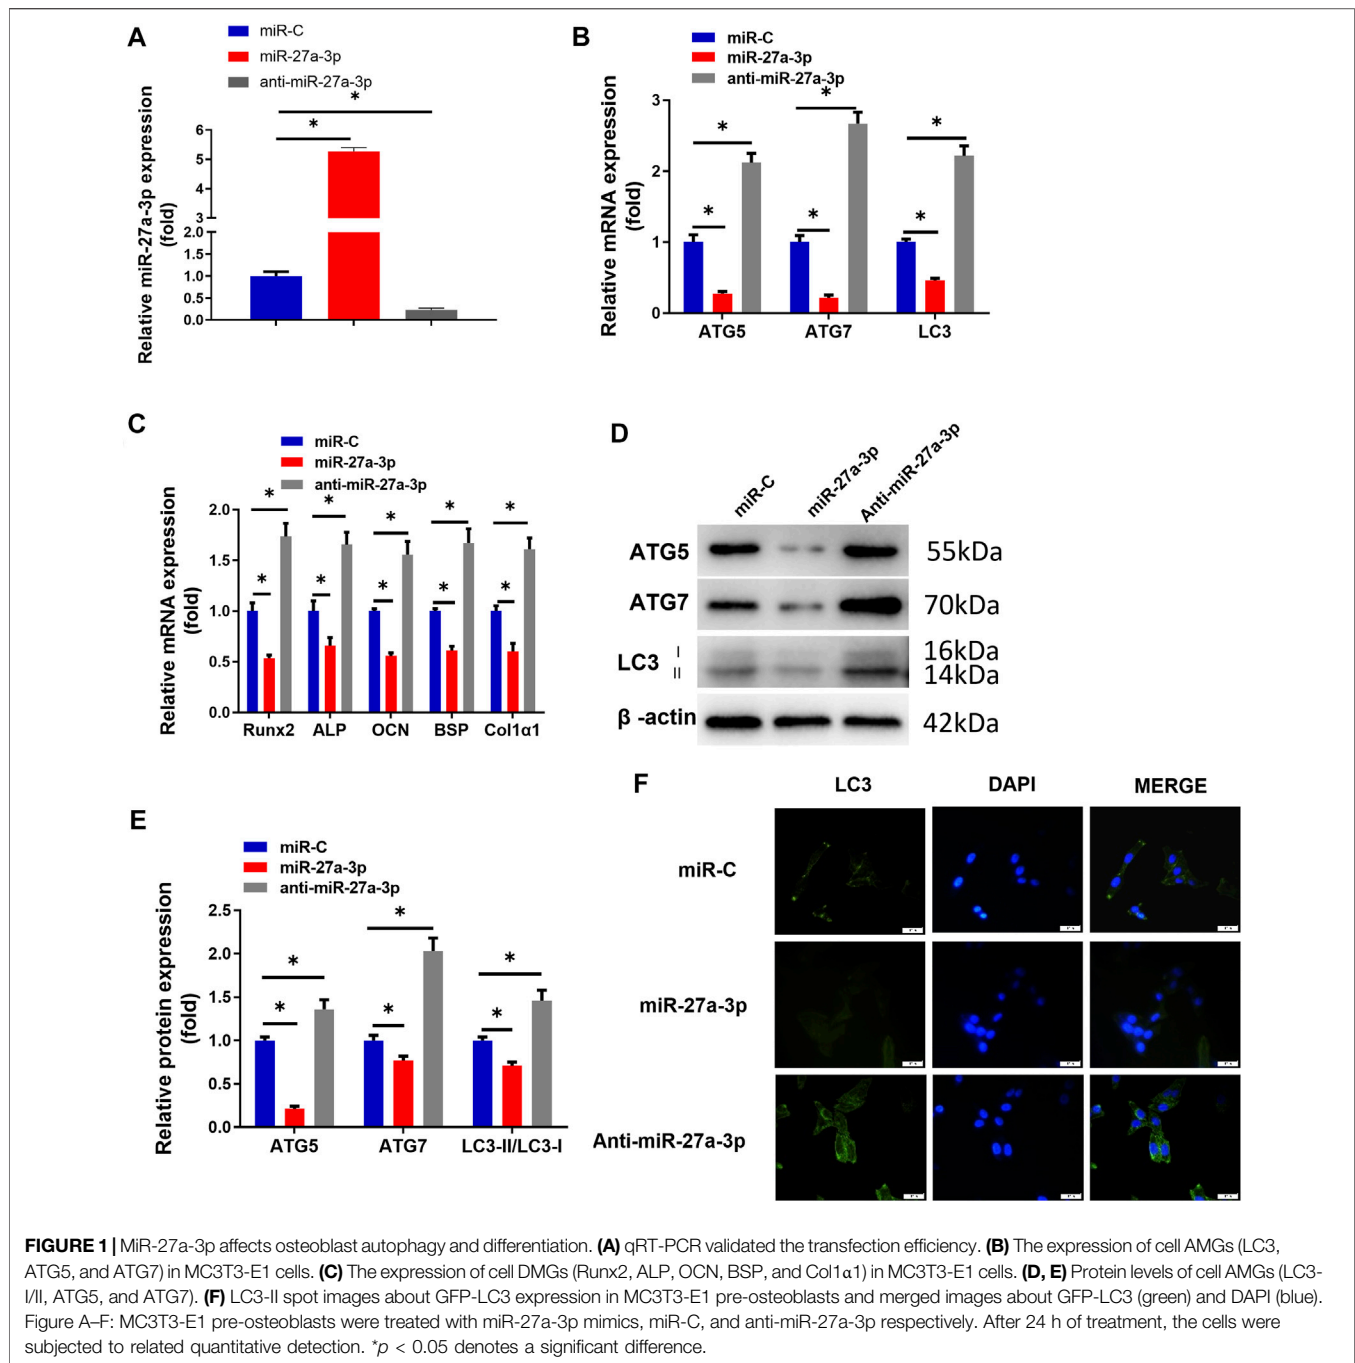 A
miR-C
miR-27a-3p
anti-miR-27a-3p
Relative miR-27a-3p expression
(fold)
6
5
4
3
2.0
1.5
1.0
0.5
0.0
*
*
B
miR-C
miR-27a-3p
anti-miR-27a-3p
Relative mRNA expression
(fold)
3
2
1
0
*
*
*
*
*
*
ATG5 ATG7 LC3
C
miR-C
miR-27a-3p
anti-miR-27a-3p
Relative mRNA expression
(fold)
2.0
1.5
1.0
0.5
0.0
*
*
*
*
*
*
*
*
*
*
Runx2 ALP OCN BSP Col1α1
D
miR-C miR-27a-3p Anti-miR-27a-3p
ATG5 55kDa
ATG7 70kDa
LC3 I 16kDa
II 14kDa
β -actin 42kDa
E
miR-C
miR-27a-3p
anti-miR-27a-3p
Relative protein expression
(fold)
2.5
2.0
1.5
1.0
0.5
0.0
*
*
*
*
*
*
ATG5 ATG7 LC3-II/LC3-I
F
LC3 DAPI MERGE
miR-C
miR-27a-3p
Anti-miR-27a-3p
FIGURE 1 | MiR-27a-3p affects osteoblast autophagy and differentiation. (A) qRT-PCR validated the transfection efficiency. (B) The expression of cell AMGs (LC3,
ATG5, and ATG7) in MC3T3-E1 cells. (C) The expression of cell DMGs (Runx2, ALP, OCN, BSP, and Col1α1) in MC3T3-E1 cells. (D, E) Protein levels of cell AMGs (LC3-
I/II, ATG5, and ATG7). (F) LC3-II spot images about GFP-LC3 expression in MC3T3-E1 pre-osteoblasts and merged images about GFP-LC3 (green) and DAPI (blue).
Figure A–F: MC3T3-E1 pre-osteoblasts were treated with miR-27a-3p mimics, miR-C, and anti-miR-27a-3p respectively. After 24 h of treatment, the cells were
subjected to related quantitative detection. *p < 0.05 denotes a significant difference.